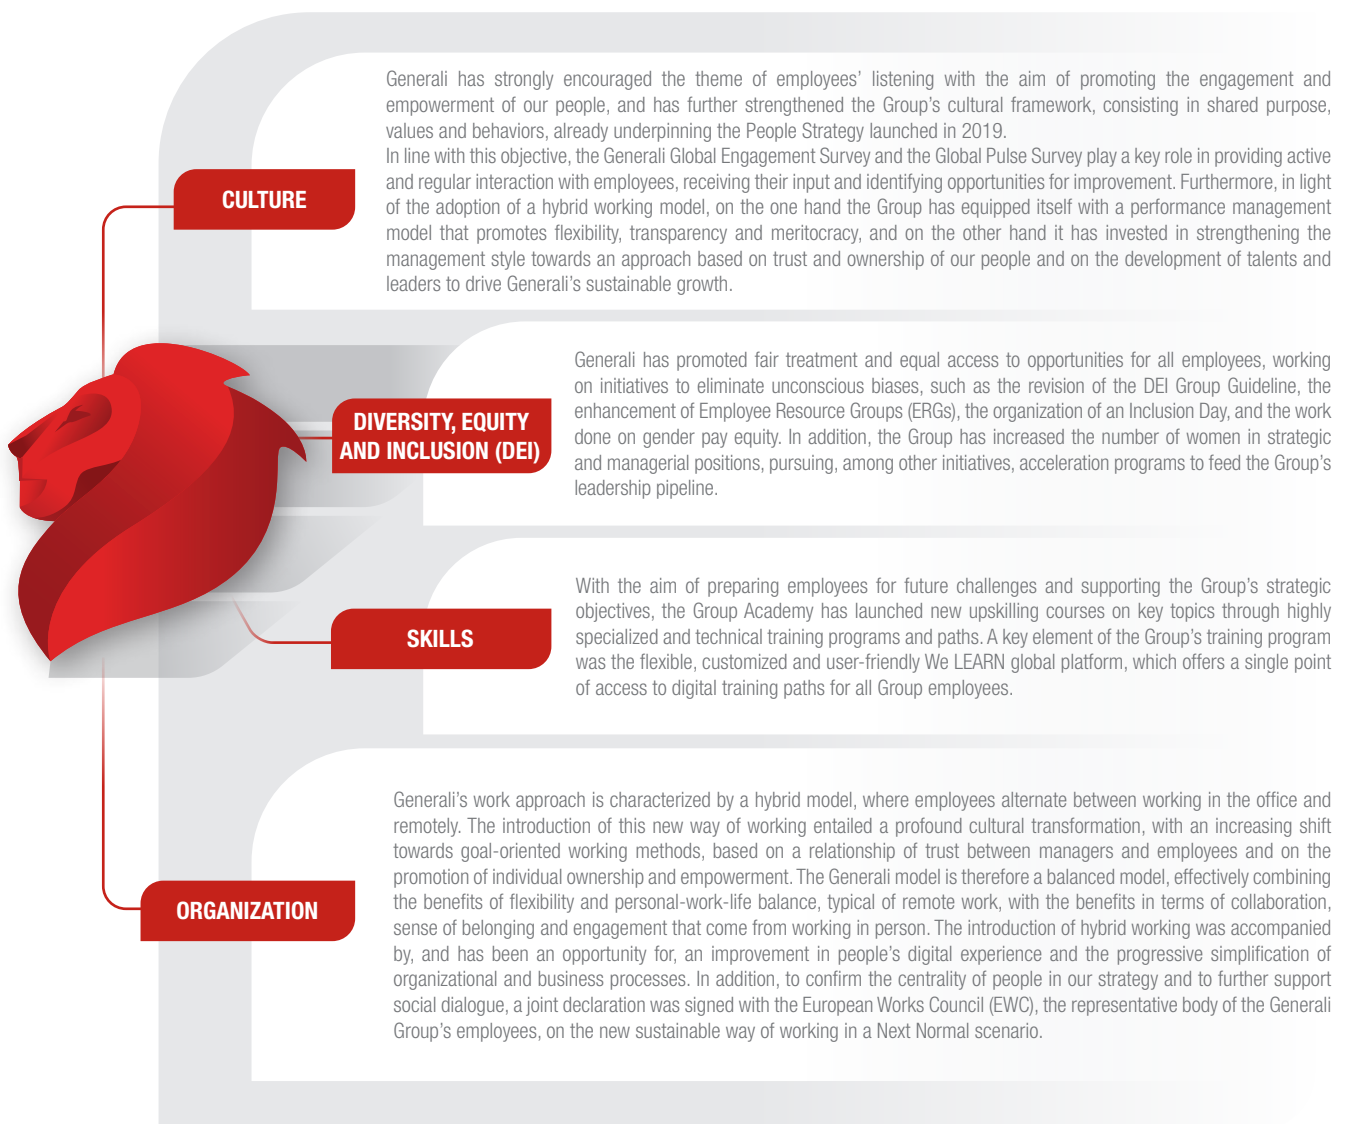 CULTURE
Generali has strongly encouraged the theme of employees' listening with the aim of promoting the engagement and
empowerment of our people, and has further strengthened the Group's cultural framework, consisting in shared purpose,
values and behaviors, already underpinning the People Strategy launched in 2019.
In line with this objective, the Generali Global Engagement Survey and the Global Pulse Survey play a key role in providing active
and regular interaction with employees, receiving their input and identifying opportunities for improvement. Furthermore, in light
of the adoption of a hybrid working model, on the one hand the Group has equipped itself with a performance management
model that promotes flexibility, transparency and meritocracy, and on the other hand it has invested in strengthening the
management style towards an approach based on trust and ownership of our people and on the development of talents and
leaders to drive Generali's sustainable growth.
DIVERSITY, EQUITY
AND INCLUSION (DEI)
Generali has promoted fair treatment and equal access to opportunities for all employees, working
on initiatives to eliminate unconscious biases, such as the revision of the DEI Group Guideline, the
enhancement of Employee Resource Groups (ERGs), the organization of an Inclusion Day, and the work
done on gender pay equity. In addition, the Group has increased the number of women in strategic
and managerial positions, pursuing, among other initiatives, acceleration programs to feed the Group's
leadership pipeline.
SKILLS
With the aim of preparing employees for future challenges and supporting the Group's strategic
objectives, the Group Academy has launched new upskilling courses on key topics through highly
specialized and technical training programs and paths. A key element of the Group's training program
was the flexible, customized and user-friendly We LEARN global platform, which offers a single point
of access to digital training paths for all Group employees.
ORGANIZATION
Generali's work approach is characterized by a hybrid model, where employees alternate between working in the office and
remotely. The introduction of this new way of working entailed a profound cultural transformation, with an increasing shift
towards goal-oriented working methods, based on a relationship of trust between managers and employees and on the
promotion of individual ownership and empowerment. The Generali model is therefore a balanced model, effectively combining
the benefits of flexibility and personal-work-life balance, typical of remote work, with the benefits in terms of collaboration,
sense of belonging and engagement that come from working in person. The introduction of hybrid working was accompanied
by, and has been an opportunity for, an improvement in people's digital experience and the progressive simplification of
organizational and business processes. In addition, to confirm the centrality of people in our strategy and to further support
social dialogue, a joint declaration was signed with the European Works Council (EWC), the representative body of the Generali
Group's employees, on the new sustainable way of working in a Next Normal scenario.